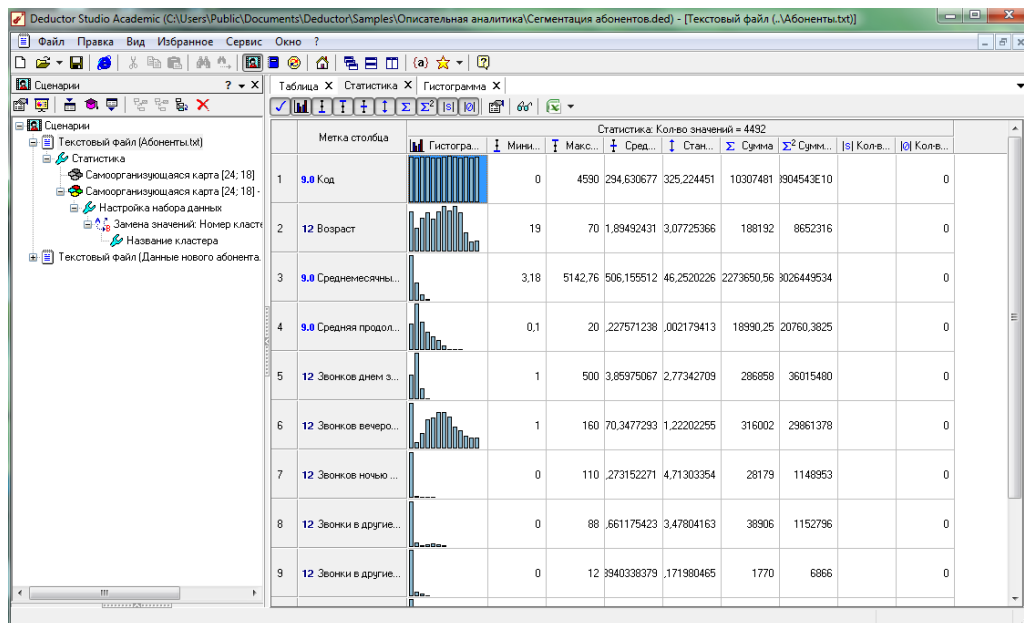 Deductor Studio Academic (C:\Users\Public\Documents\Deductor\Samples\Описательная аналитика\Сегментация абонентов.ded) - [Текстовый файл (..\Абоненты.txt)]
Файл Правка Вид Избранное Сервис Окно ?
Сценарии ?
Таблица X Статистика X Гистограмма X
Сценарии
Текстовый файл (Абоненты.txt)
Статистика
Самоорганизующаяся карта [24; 18]
Самоорганизующаяся карта [24; 18] -
Настройка набора данных
Замена значений: Номер класте
Название кластера
Текстовый файл (Данные нового абонента.
Метка столбца Статистика: Кол-во значений = 4492
Гистогра... Мини... Макс... Сред... Стан... Σ Сумма Σ² Сумм... |s| Кол-в... |0| Кол-в...
1 9.0 Код 0 4590 294,630677 325,224451 10307481 3904543E10 0
2 12 Возраст 19 70 1,89492431 3,07725366 188192 8652316 0
3 9.0 Среднемесячны... 3,18 5142,76 506,155512 46,2520226 2273650,56 3026449534 0
4 9.0 Средняя продол... 0,1 20 ,227571238 ,002179413 18990,25 20760,3825 0
5 12 Звонков днем з... 1 500 3,85975067 2,77342709 286858 36015480 0
6 12 Звонков вечеро... 1 160 70,3477293 1,22202255 316002 29861378 0
7 12 Звонков ночью ... 0 110 ,273152271 4,71303354 28179 1148953 0
8 12 Звонки в другие... 0 88 ,661175423 3,47804163 38906 1152796 0
9 12 Звонки в другие... 0 12 3940338379 ,171980465 1770 6866 0